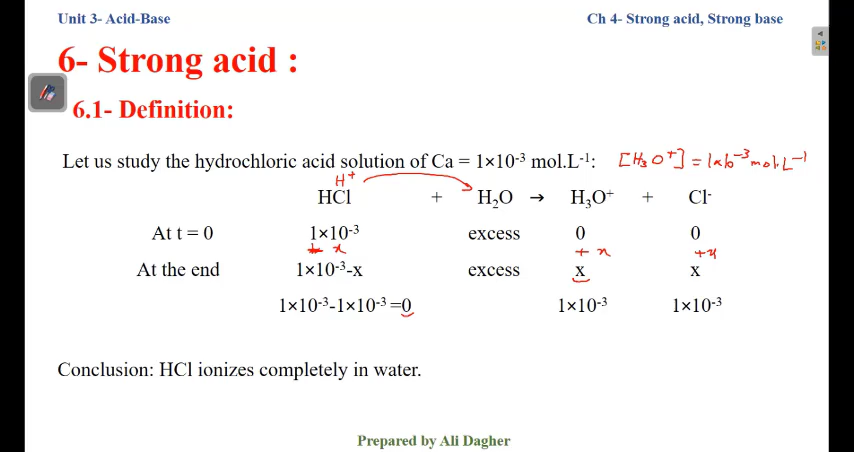 Unit 3- Acid-Base Ch 4- Strong acid, Strong base
6- Strong acid :
6.1- Definition:
Let us study the hydrochloric acid solution of Ca = 1×10⁻³ mol.L⁻¹: [H₃O⁺] = 1×10⁻³ mol.L⁻¹
H⁺
HCl + H₂O → H₃O⁺ + Cl⁻
At t = 0 1×10⁻³ excess 0 0
x + x + x
At the end 1×10⁻³-x excess x x
1×10⁻³-1×10⁻³ =0 1×10⁻³ 1×10⁻³
Conclusion: HCl ionizes completely in water.
Prepared by Ali Dagher